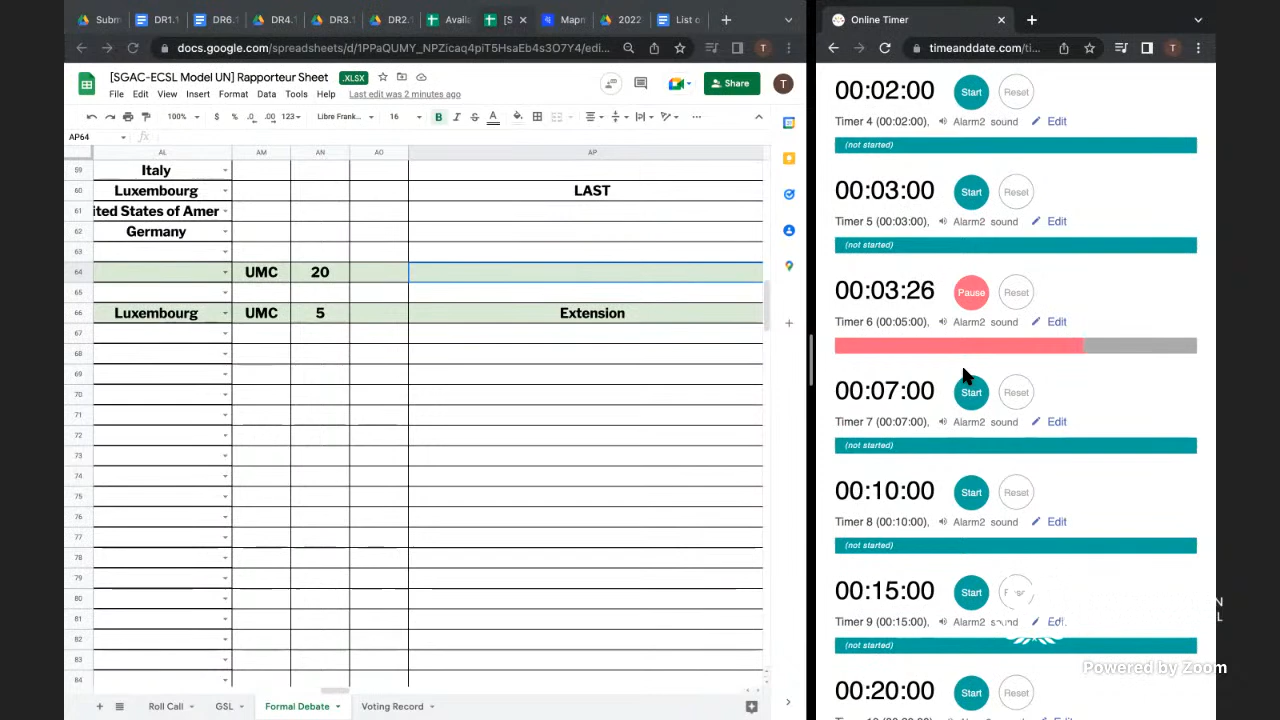 Subm
DR1.
DR6.
DR4.
DR3.
DR2.
Availa
[S
Mapn
2022
List o
Online Timer
docs.google.com/spreadsheets/d/1PPaQUMY_NPZicaq4piT5HsaEb4s3O7Y4/edi...
T
timeanddate.com/ti...
T
[SGAC-ECSL Model UN] Rapporteur Sheet .XLSX
Share
T
File Edit View Insert Format Data Tools Help Last edit was 2 minutes ago
100% $ % .0 .00 123 Libre Frank... 16 B I S A
AP64 fx
AL AM AN AO AP
59 Italy
60 Luxembourg LAST
61 ited States of Amer
62 Germany
63
64 UMC 20
65
66 Luxembourg UMC 5 Extension
67
68
69
70
71
72
73
74
75
76
77
78
79
80
81
82
83
84
Roll Call GSL Formal Debate Voting Record
00:02:00 Start Reset
Timer 4 (00:02:00), Alarm2 sound Edit
(not started)
00:03:00 Start Reset
Timer 5 (00:03:00), Alarm2 sound Edit
(not started)
00:03:26 Pause Reset
Timer 6 (00:05:00), Alarm2 sound Edit
00:07:00 Start Reset
Timer 7 (00:07:00), Alarm2 sound Edit
(not started)
00:10:00 Start Reset
Timer 8 (00:10:00), Alarm2 sound Edit
(not started)
00:15:00 Start
Timer 9 (00:15:00), Alarm2
(not started)
Powered by Zoom
00:20:00 Start Reset